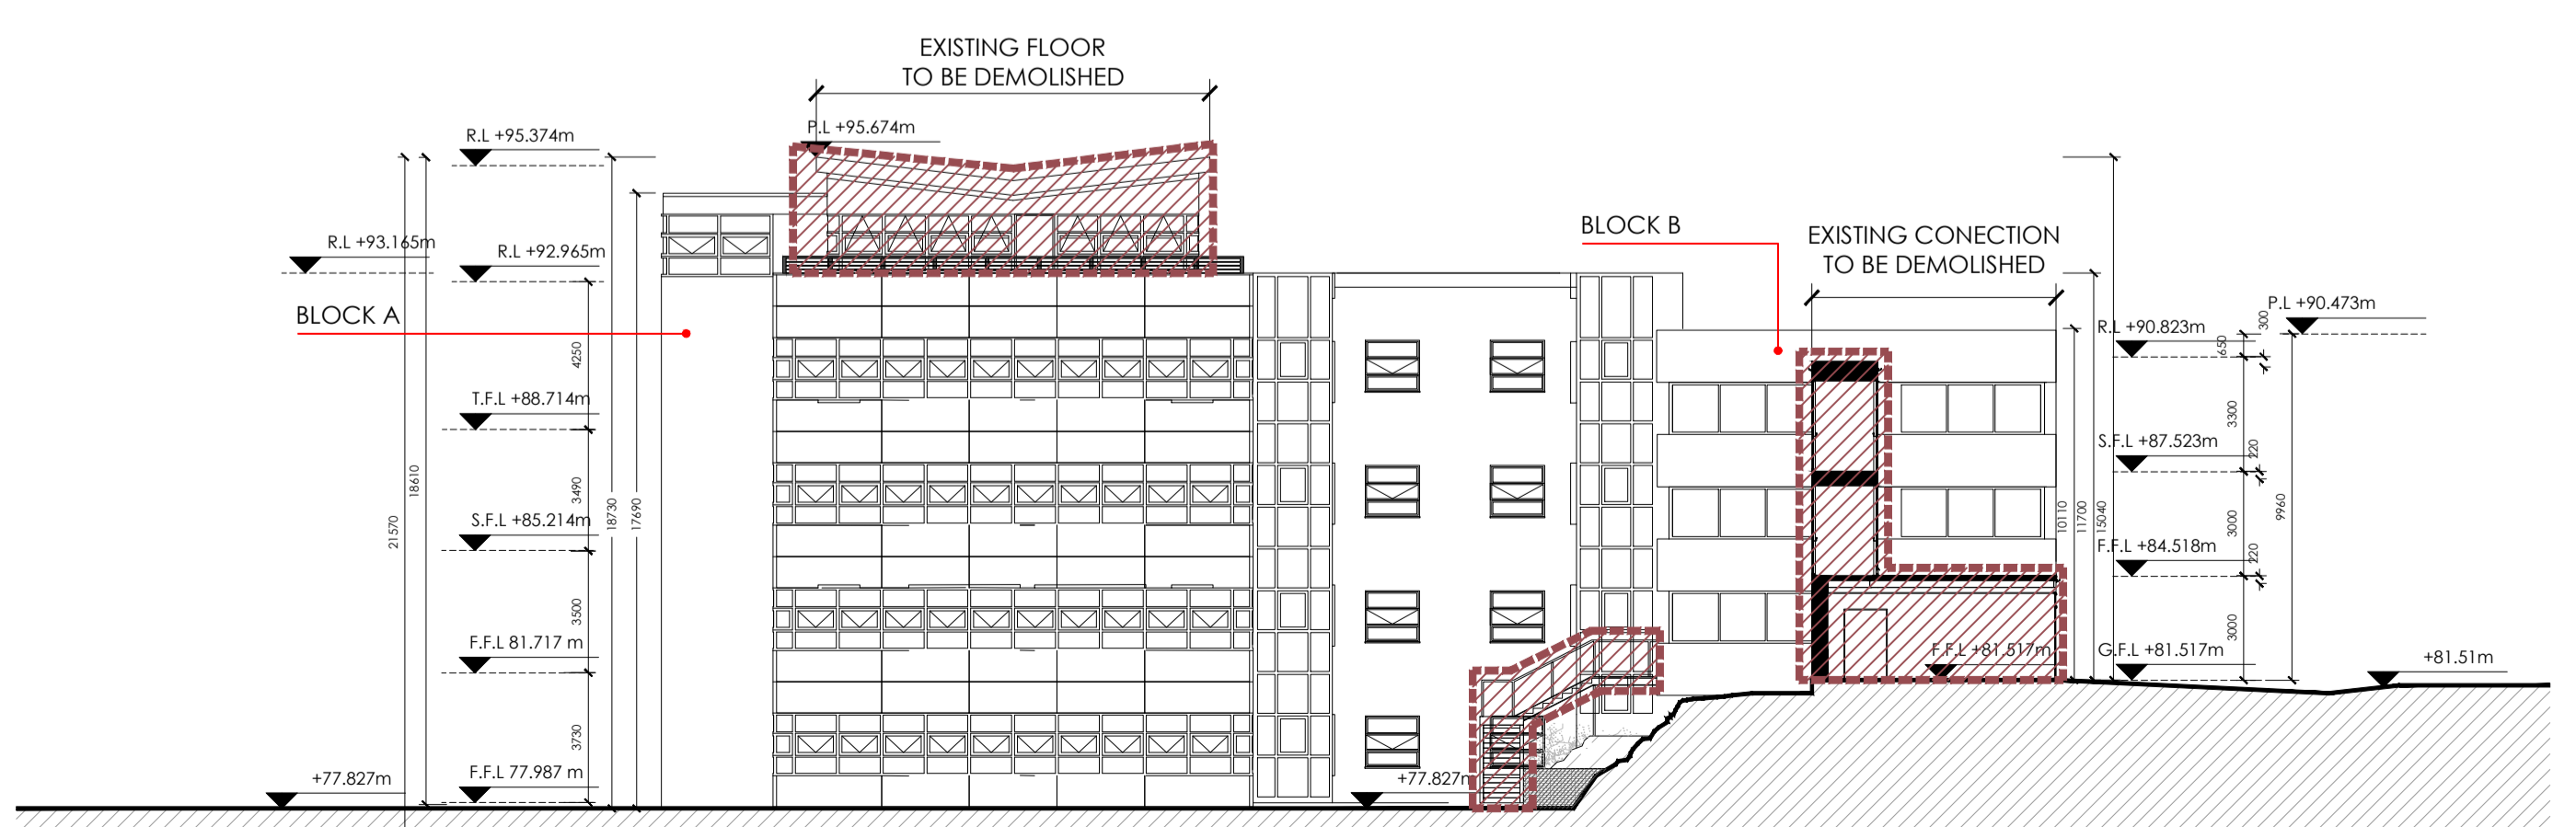 EXISTING FLOOR
TO BE DEMOLISHED
P.L +95.674m
R.L +95.374m
R.L +93.165m
R.L +92.965m
BLOCK A
BLOCK B
EXISTING CONECTION
TO BE DEMOLISHED
P.L +90.473m
R.L +90.823m
300
650
4250
T.F.L +88.714m
3300
S.F.L +87.523m
220
18610
3490
18730
17690
21570
S.F.L +85.214m
10110
11700
15040
3000
9960
F.F.L +84.518m
220
3500
3000
F.F.L 81.717 m
F.F.L +81.517m
G.F.L +81.517m
+81.51m
3730
F.F.L 77.987 m
+77.827m
+77.827m